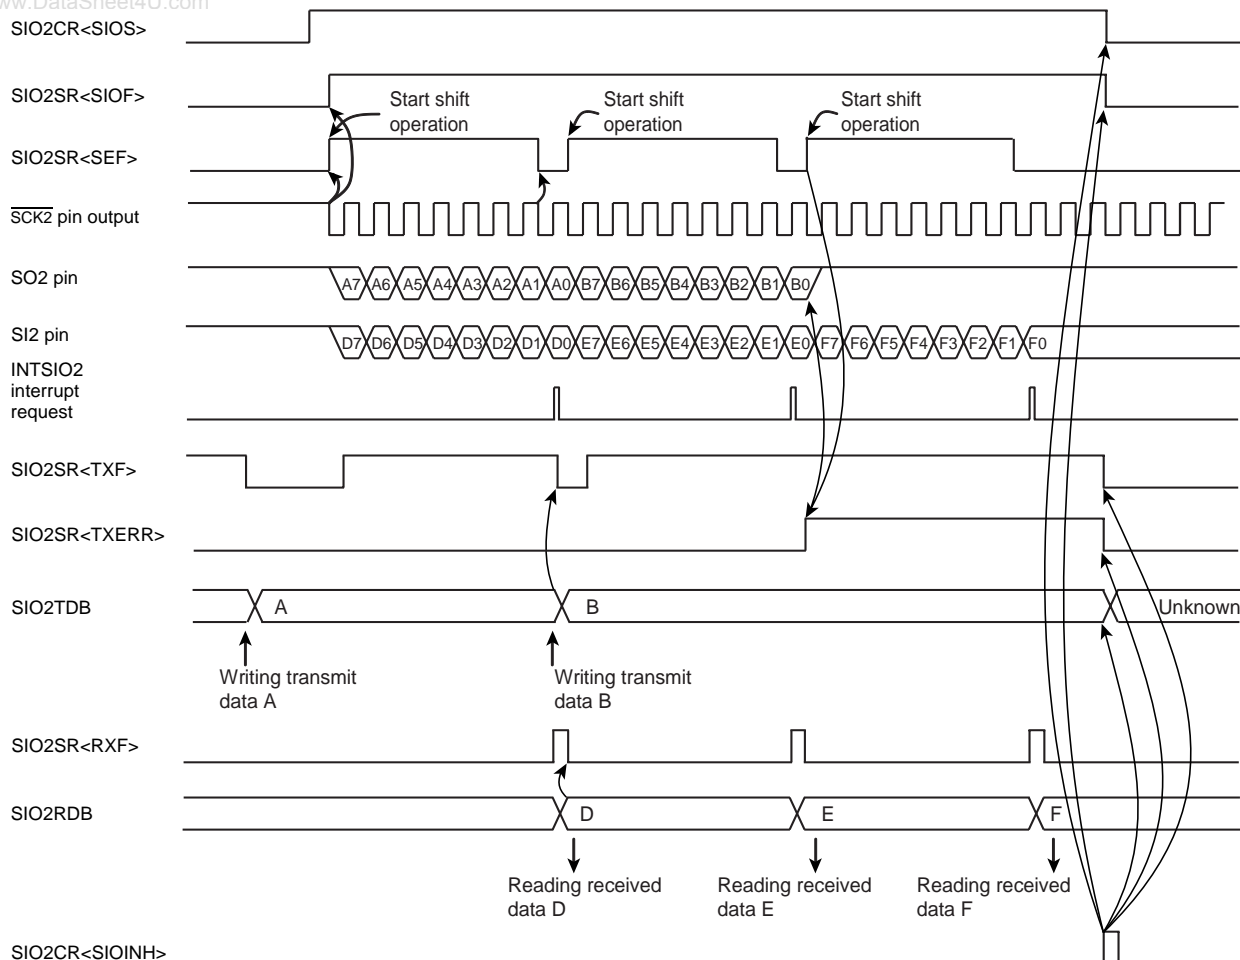 www.DataSheet4U.com
SIO2CR<SIOS>
SIO2SR<SIOF>
Start shift
operation
Start shift
operation
Start shift
operation
SIO2SR<SEF>
SCK2 pin output
SO2 pin
A7 A6 A5 A4 A3 A2 A1 A0 B7 B6 B5 B4 B3 B2 B1 B0
SI2 pin
D7 D6 D5 D4 D3 D2 D1 D0 E7 E6 E5 E4 E3 E2 E1 E0 F7 F6 F5 F4 F3 F2 F1 F0
INTSIO2
interrupt
request
SIO2SR<TXF>
SIO2SR<TXERR>
SIO2TDB
A
B
Unknown
Writing transmit
data A
Writing transmit
data B
SIO2SR<RXF>
SIO2RDB
D
E
F
Reading received
data D
Reading received
data E
Reading received
data F
SIO2CR<SIOINH>